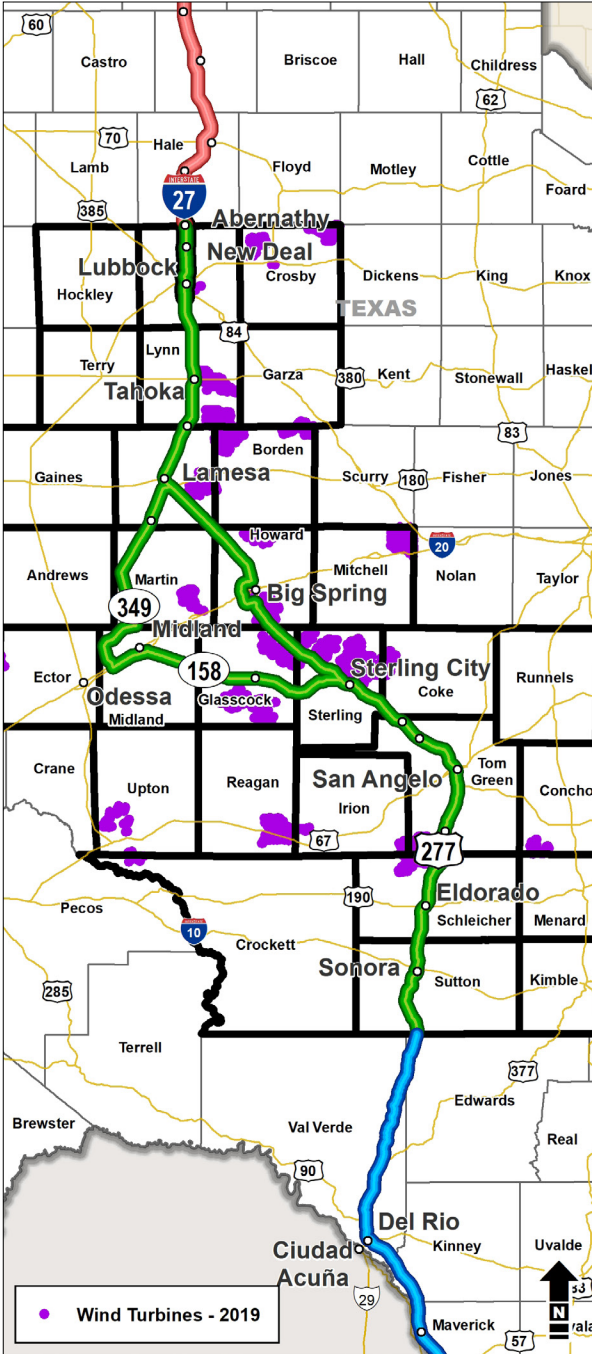 60
Castro
Briscoe
Hall
Childress
62
70
Hale
Lamb
Floyd
Motley
Cottle
Foard
INTERSTATE
27
385
Abernathy
New Deal
Lubbock
Crosby
Dickens
King
Knox
Hockley
TEXAS
84
Lynn
Terry
Garza
380
Kent
Stonewall
Haskel
Tahoka
83
Borden
Gaines
Lamesa
Scurry
180
Fisher
Jones
Howard
20
Andrews
Martin
Mitchell
Nolan
Taylor
Big Spring
349
Midland
158
Sterling City
Ector
Odessa
Glasscock
Coke
Runnels
Midland
Sterling
Crane
Upton
Reagan
San Angelo
Tom
Green
Irion
Concho
67
277
190
Eldorado
Pecos
Schleicher
Menard
10
Crockett
Sonora
Sutton
Kimble
285
Terrell
377
Edwards
Brewster
Val Verde
Real
90
Del Rio
Ciudad
Acuña
Kinney
Uvalde
29
83
N
Wind Turbines - 2019
Maverick
57